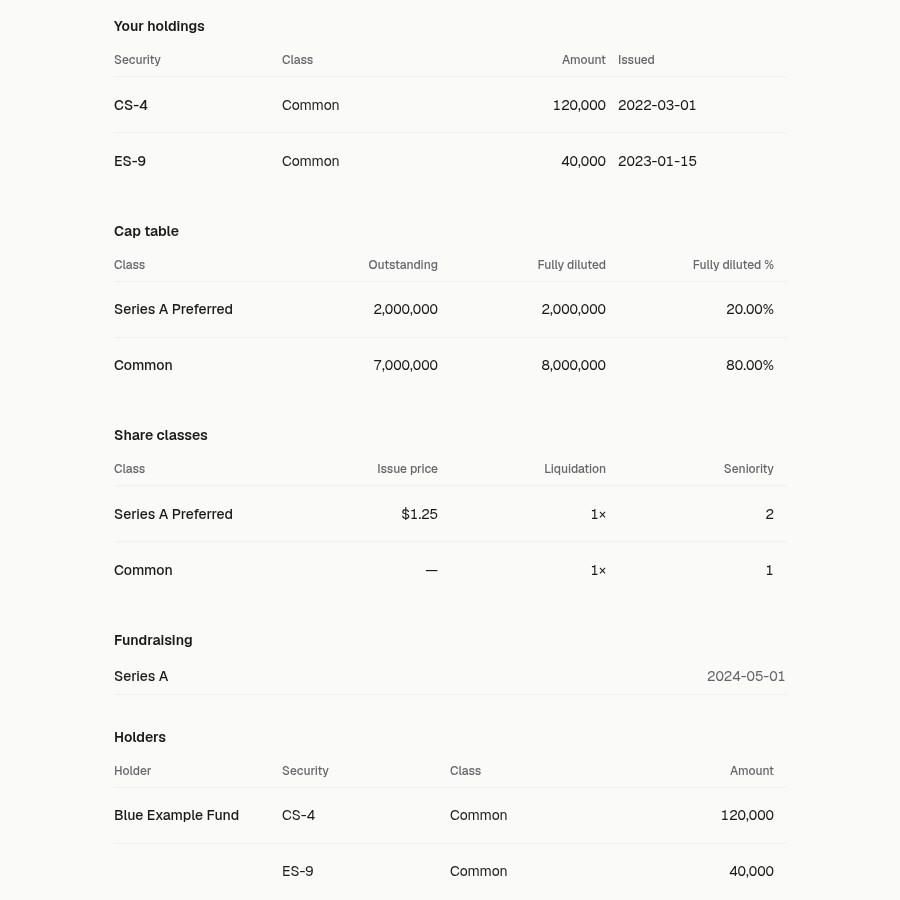 Your holdings
Security Class Amount Issued
CS-4 Common 120,000 2022-03-01
ES-9 Common 40,000 2023-01-15
Cap table
Class Outstanding Fully diluted Fully diluted %
Series A Preferred 2,000,000 2,000,000 20.00%
Common 7,000,000 8,000,000 80.00%
Share classes
Class Issue price Liquidation Seniority
Series A Preferred $1.25 1× 2
Common — 1× 1
Fundraising
Series A 2024-05-01
Holders
Holder Security Class Amount
Blue Example Fund CS-4 Common 120,000
ES-9 Common 40,000